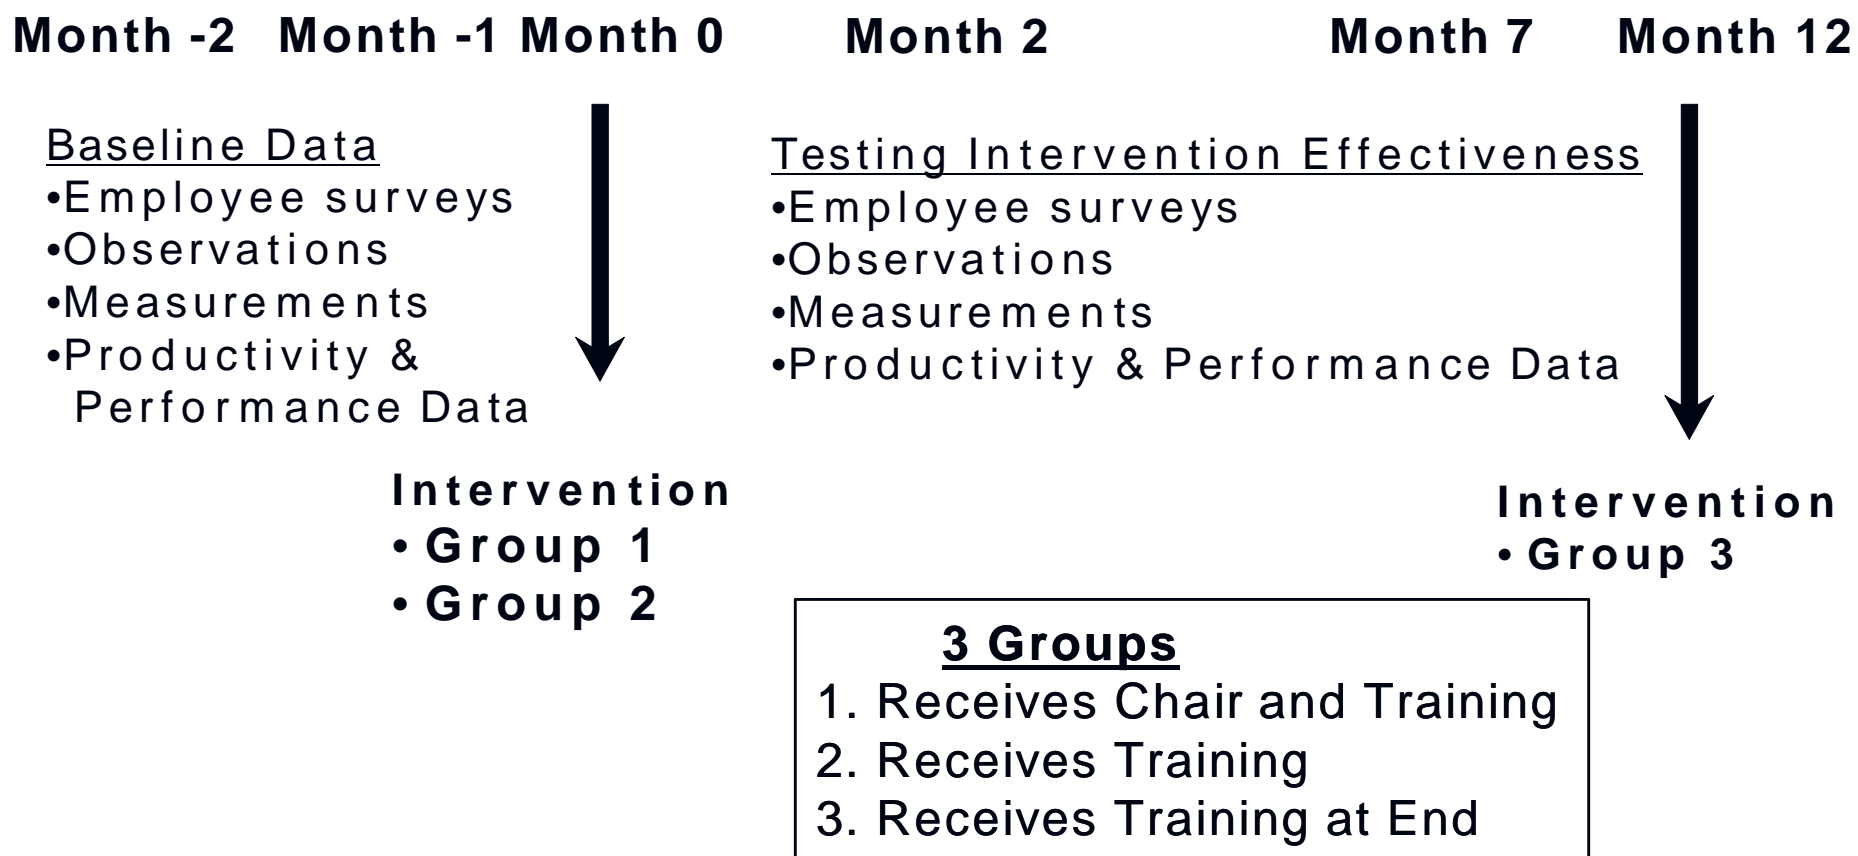 Month -2 Month -1 Month 0 Month 2 Month 7 Month 12
Baseline Data
•Employee surveys
•Observations
•Measurements
•Productivity &
Performance Data
Testing Intervention Effectiveness
•Employee surveys
•Observations
•Measurements
•Productivity & Performance Data
Intervention
• Group 1
• Group 2
Intervention
• Group 3
3 Groups
1. Receives Chair and Training
2. Receives Training
3. Receives Training at End